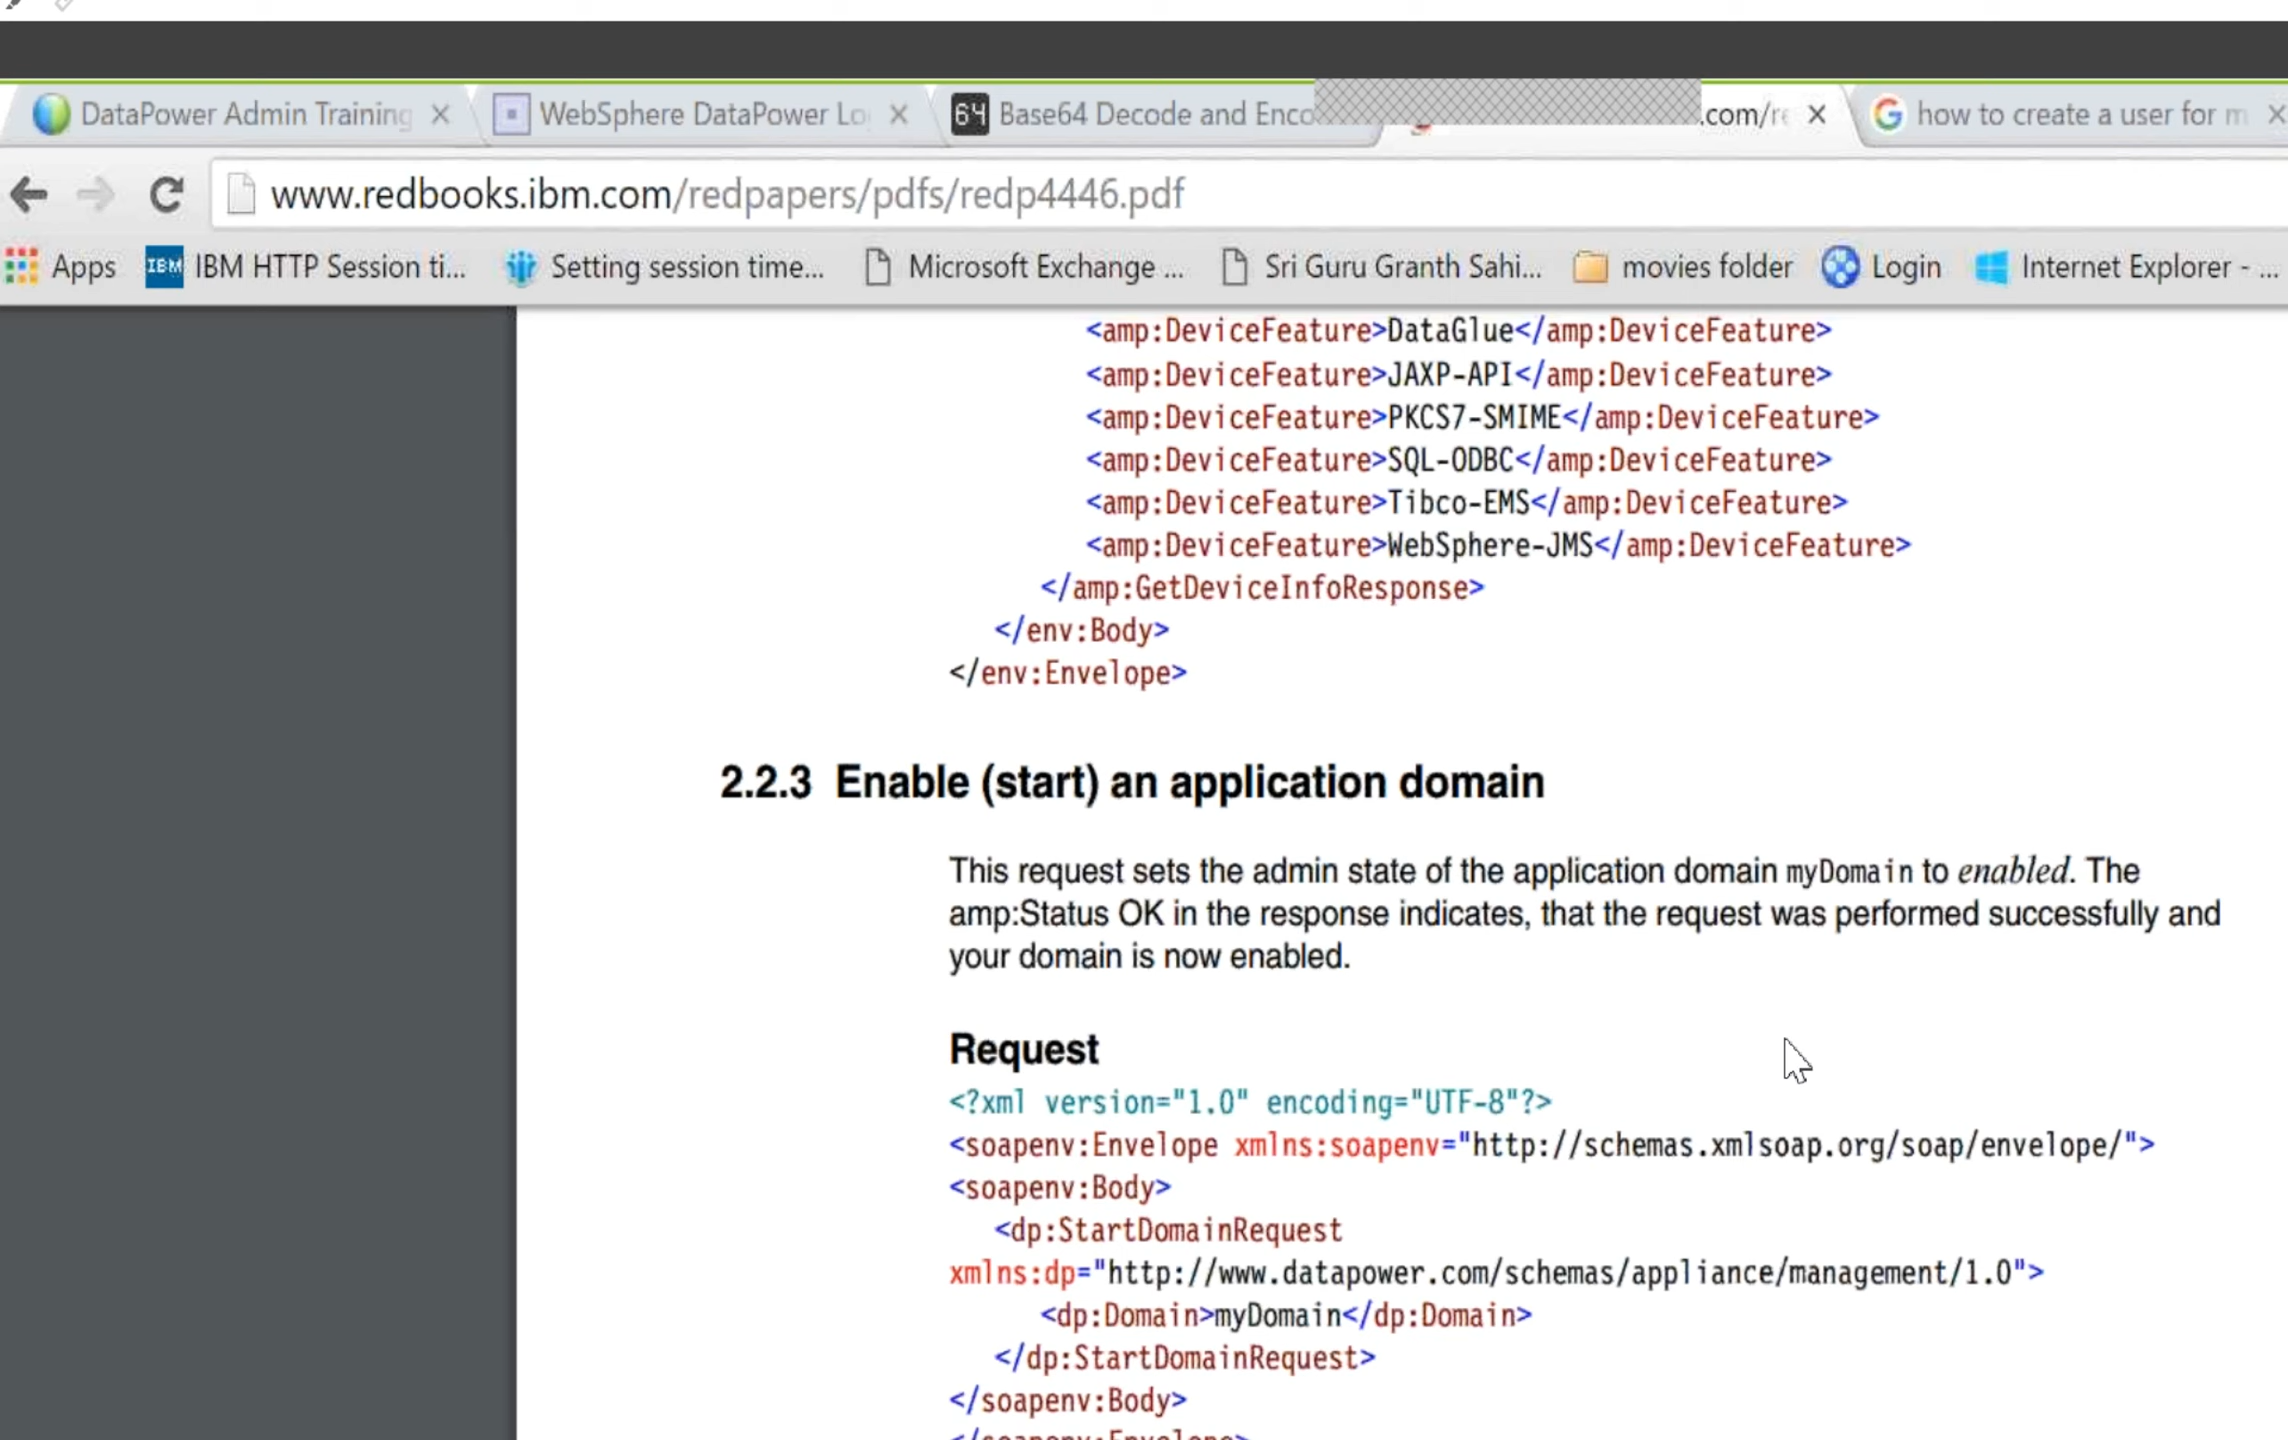 DataPower Admin Training
WebSphere DataPower Lo
64 Base64 Decode and Enco
.com/re
how to create a user for m
www.redbooks.ibm.com/redpapers/pdfs/redp4446.pdf
Apps IBM IBM HTTP Session ti... Setting session time... Microsoft Exchange ... Sri Guru Granth Sahi... movies folder Login Internet Explorer - ...
<amp:DeviceFeature>DataGlue</amp:DeviceFeature>
<amp:DeviceFeature>JAXP-API</amp:DeviceFeature>
<amp:DeviceFeature>PKCS7-SMIME</amp:DeviceFeature>
<amp:DeviceFeature>SQL-ODBC</amp:DeviceFeature>
<amp:DeviceFeature>Tibco-EMS</amp:DeviceFeature>
<amp:DeviceFeature>WebSphere-JMS</amp:DeviceFeature>
</amp:GetDeviceInfoResponse>
</env:Body>
</env:Envelope>
2.2.3 Enable (start) an application domain
This request sets the admin state of the application domain myDomain to enabled. The
amp:Status OK in the response indicates, that the request was performed successfully and
your domain is now enabled.
Request
<?xml version="1.0" encoding="UTF-8"?>
<soapenv:Envelope xmlns:soapenv="http://schemas.xmlsoap.org/soap/envelope/">
<soapenv:Body>
<dp:StartDomainRequest
xmlns:dp="http://www.datapower.com/schemas/appliance/management/1.0">
<dp:Domain>myDomain</dp:Domain>
</dp:StartDomainRequest>
</soapenv:Body>
</soapenv:Envelope>